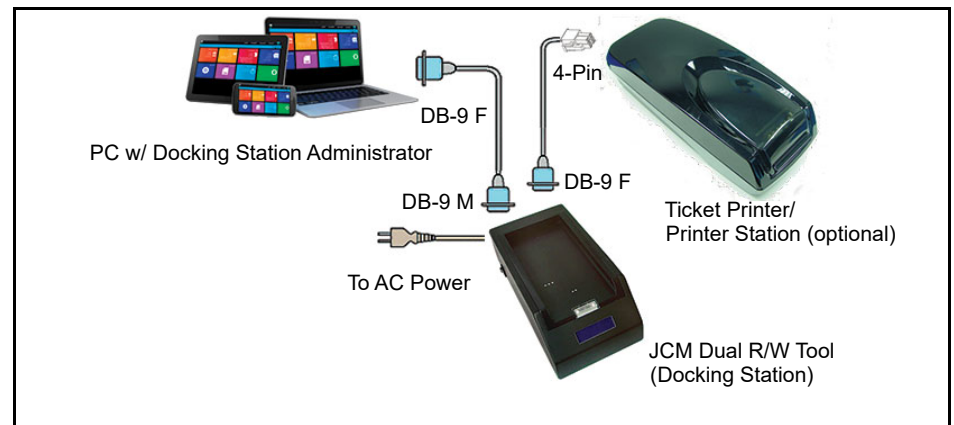 4-Pin
DB-9 F
PC w/ Docking Station Administrator
DB-9 F
DB-9 M
Ticket Printer/
Printer Station (optional)
To AC Power
JCM Dual R/W Tool
(Docking Station)